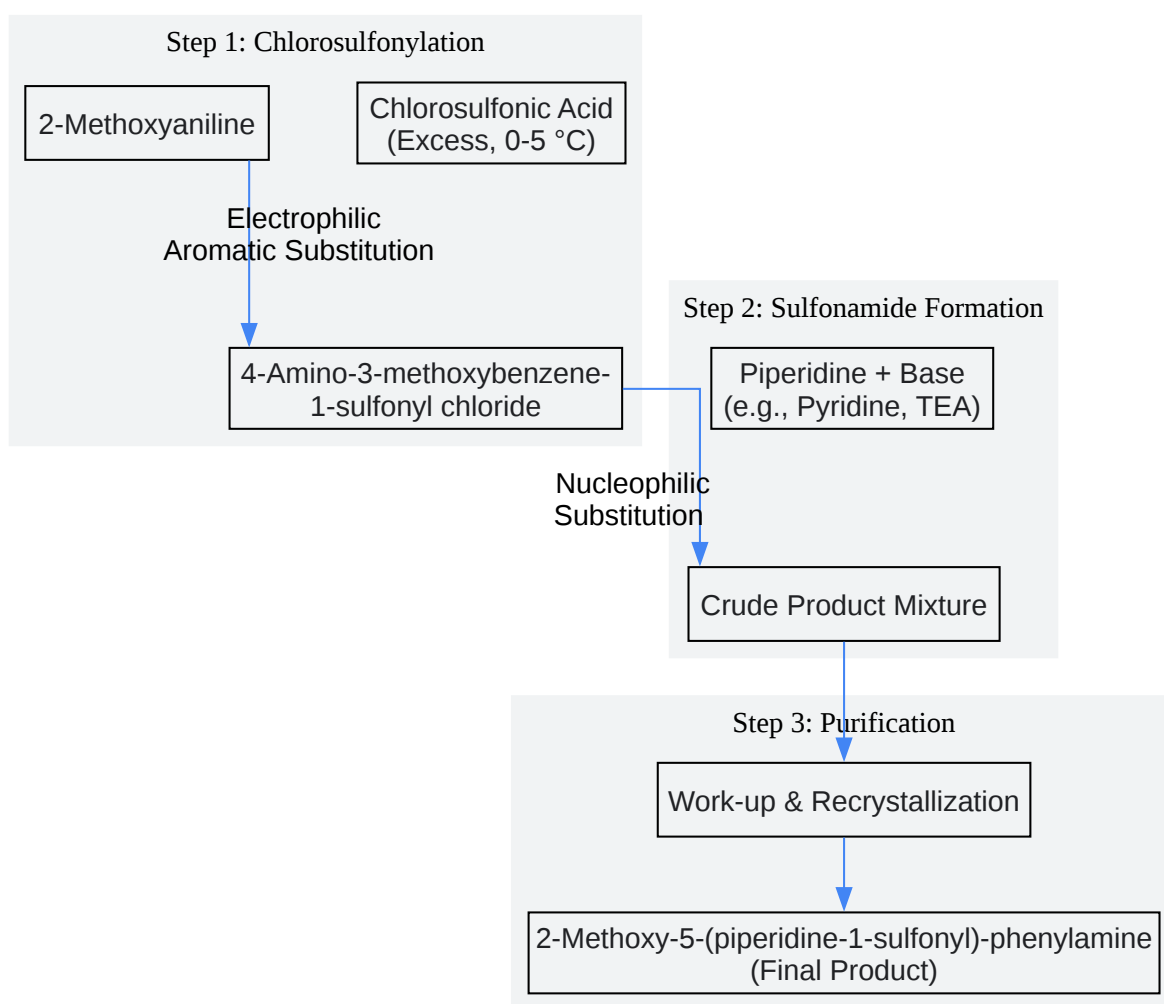 Step 1: Chlorosulfonylation
2-Methoxyaniline
Chlorosulfonic Acid
(Excess, 0-5 °C)
Electrophilic
Aromatic Substitution
4-Amino-3-methoxybenzene-
1-sulfonyl chloride
Step 2: Sulfonamide Formation
Piperidine + Base
(e.g., Pyridine, TEA)
Nucleophilic
Substitution
Crude Product Mixture
Step 3: Purification
Work-up & Recrystallization
2-Methoxy-5-(piperidine-1-sulfonyl)-phenylamine
(Final Product)